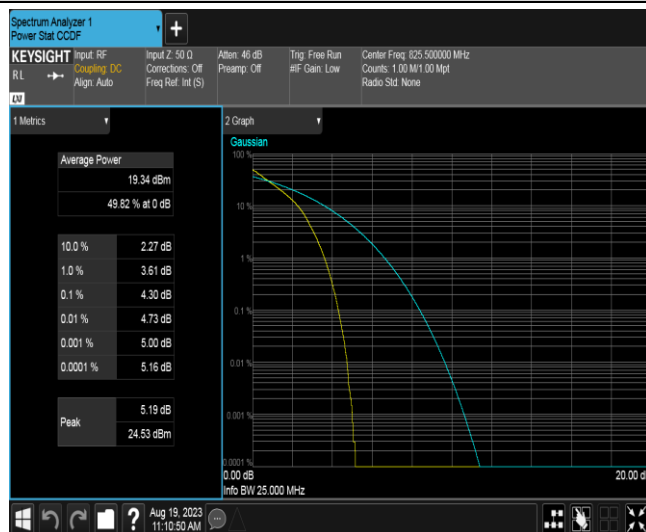 Spectrum Analyzer 1
Power Stat CCDF
KEYSIGHT Input: RF Input Z: 50 Ω Atten: 46 dB Trig: Free Run Center Freq: 825.500000 MHz
RL Coupling: DC Corrections: Off Preamp: Off #IF Gain: Low Counts: 1.00 M/1.00 Mpt
Align: Auto Freq Ref: Int (S) Radio Std: None
LXI
1 Metrics
2 Graph
Average Power
19.34 dBm
49.82 % at 0 dB
10.0 % 2.27 dB
1.0 % 3.61 dB
0.1 % 4.30 dB
0.01 % 4.73 dB
0.001 % 5.00 dB
0.0001 % 5.16 dB
Peak 5.19 dB
24.53 dBm
Gaussian
100 %
10 %
1 %
0.1 %
0.01 %
0.001 %
0.0001 %
0.00 dB 20.00 d
Info BW 25.000 MHz
? Aug 19, 2023
11:10:50 AM